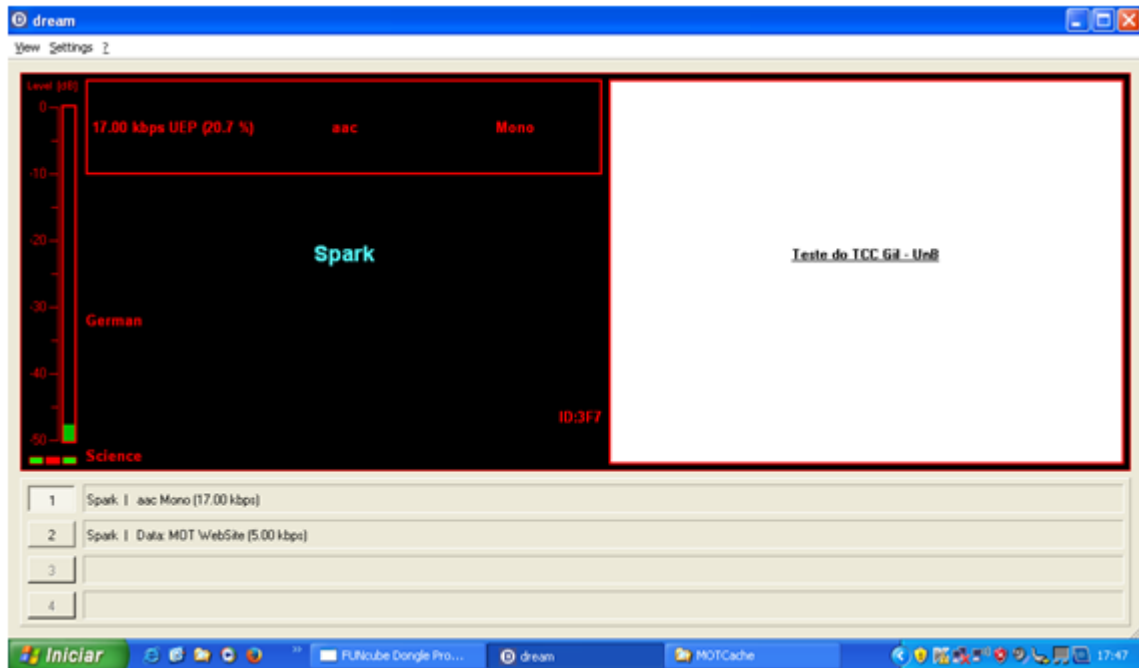 dream
View Settings ?
Level [dB]
0
-10
-20
-30
-40
-50
17.00 kbps UEP (20.7 %) aac Mono
Spark
German
ID:3F7
Science
Teste do TCC Gil - UnB
1 Spark | aac Mono (17.00 kbps)
2 Spark | Data: MOT WebSite (5.00 kbps)
3
4
Iniciar FUNcube Dongle Pro... dream MOTCache 17:47